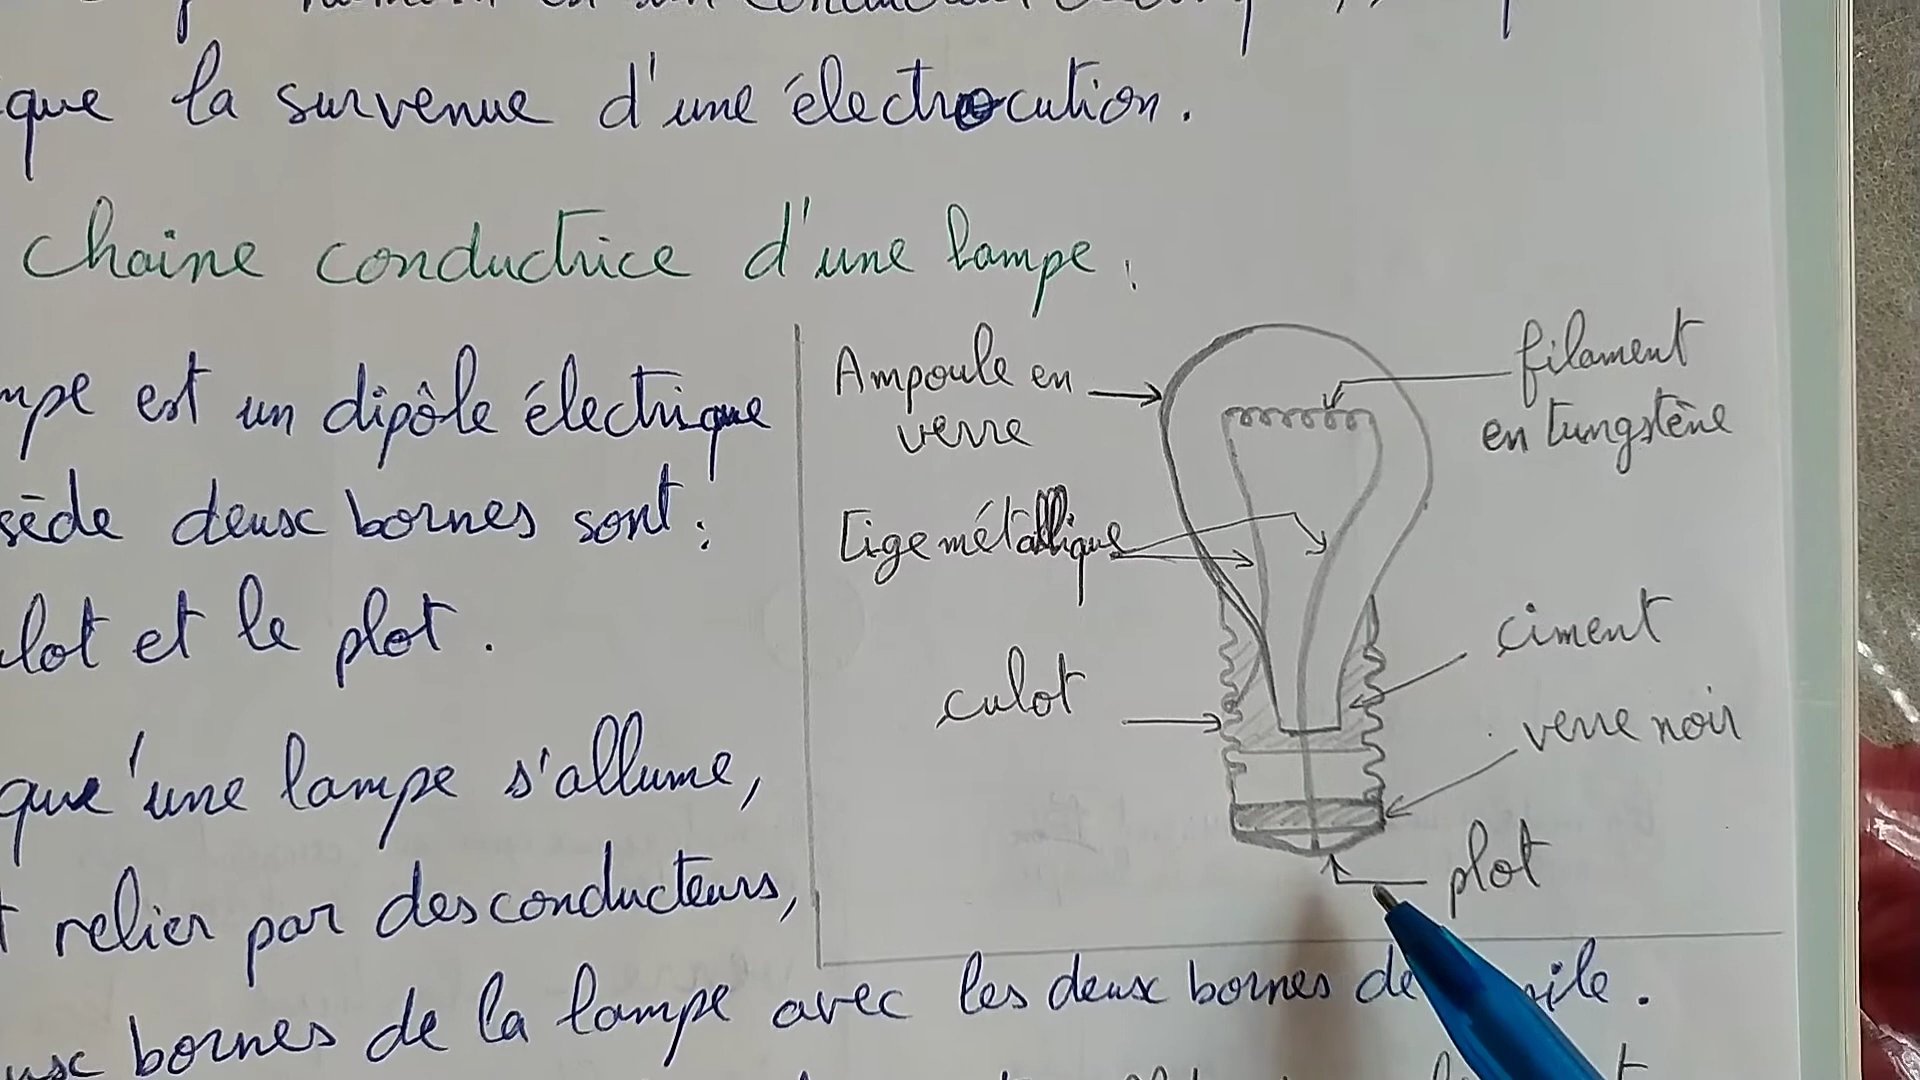 que la survenue d'une électrocution.
Chaine conductrice d'une lampe :
mpe est un dipôle électrique
sède deux bornes sont :
lot et le plot.
que'une lampe s'allume,
t relier par des conducteurs,
bornes de la lampe avec les deux bornes de pile.
Ampoule en
verre
Tige métallique
culot
filament
en tungstène
ciment
verre noir
plot